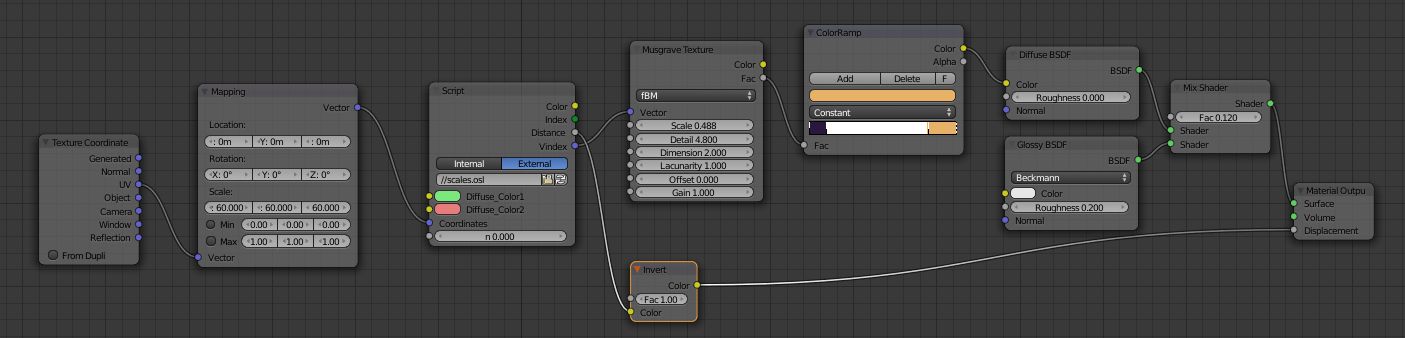 Texture Coordinate
Generated
Normal
UV
Object
Camera
Window
Reflection
From Dupli
Mapping
Vector
Location:
: 0m Y: 0m : 0m
Rotation:
X: 0° Y: 0° Z: 0°
Scale:
: 60.000 : 60.000 : 60.000
Min 0.00 0.00 0.00
Max 1.00 1.00 1.00
Vector
Script
Color
Index
Distance
Vindex
Internal External
//scales.osl
Diffuse_Color1
Diffuse_Color2
Coordinates
n 0.000
Musgrave Texture
Color
Fac
fBM
Vector
Scale 0.488
Detail 4.800
Dimension 2.000
Lacunarity 1.000
Offset 0.000
Gain 1.000
Invert
Color
Fac 1.00
Color
ColorRamp
Color
Alpha
Add Delete F
Constant
Fac
Diffuse BSDF
BSDF
Color
Roughness 0.000
Normal
Glossy BSDF
BSDF
Beckmann
Color
Roughness 0.200
Normal
Mix Shader
Shader
Fac 0.120
Shader
Shader
Material Outpu
Surface
Volume
Displacement